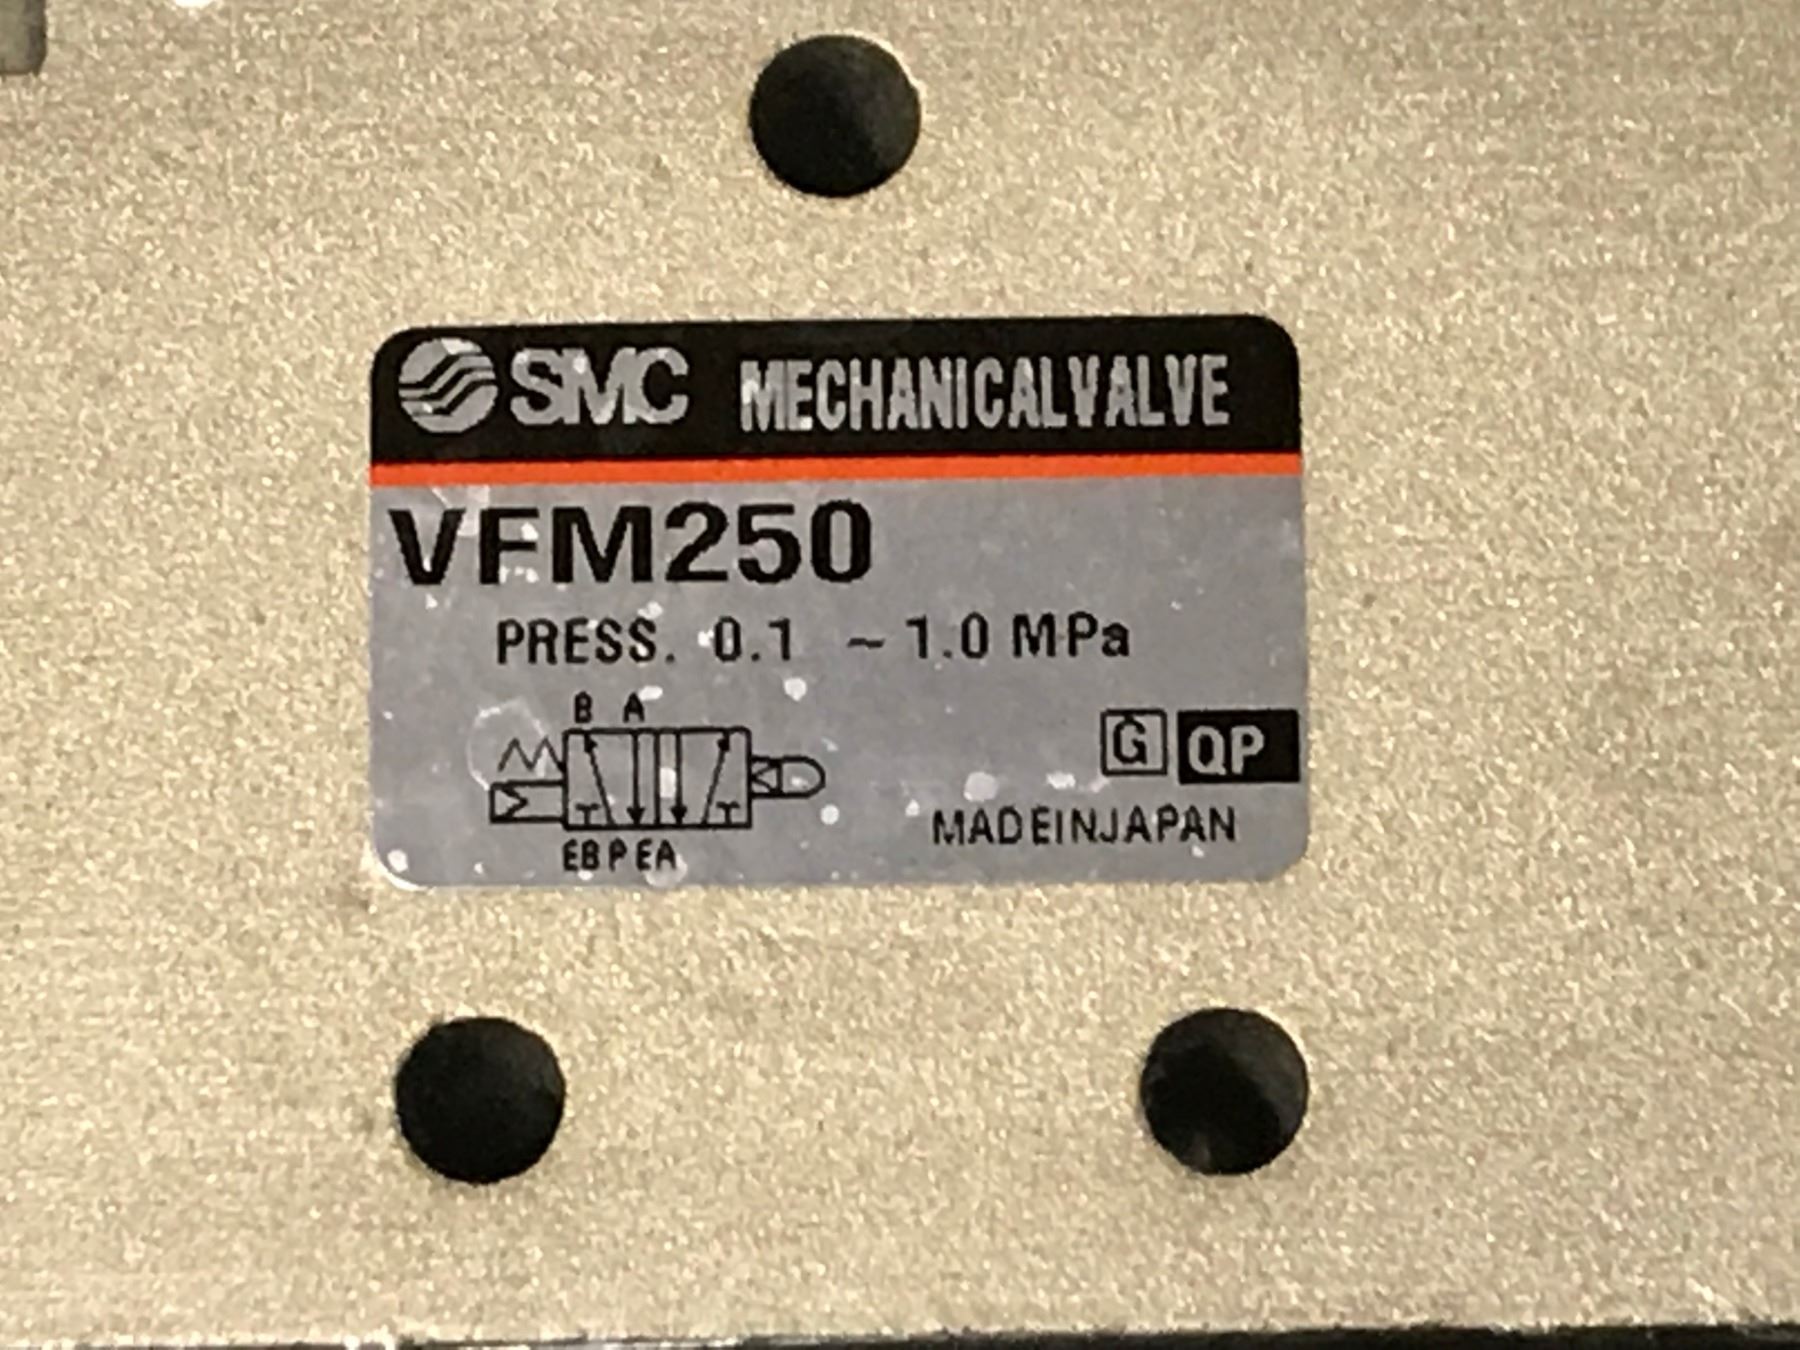 SMC MECHANICALVALVE
VFM250
PRESS. 0.1 ~ 1.0 MPa
B A
G QP
EB P EA
MADEINJAPAN